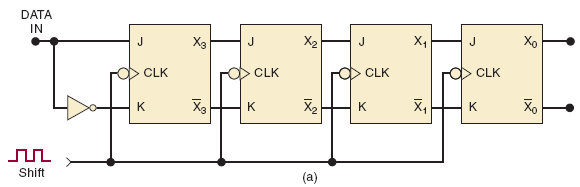 DATA
IN
J X₃ J X₂ J X₁ J X₀
CLK CLK CLK CLK
K X̅₃ K X̅₂ K X̅₁ K X̅₀
Shift
(a)